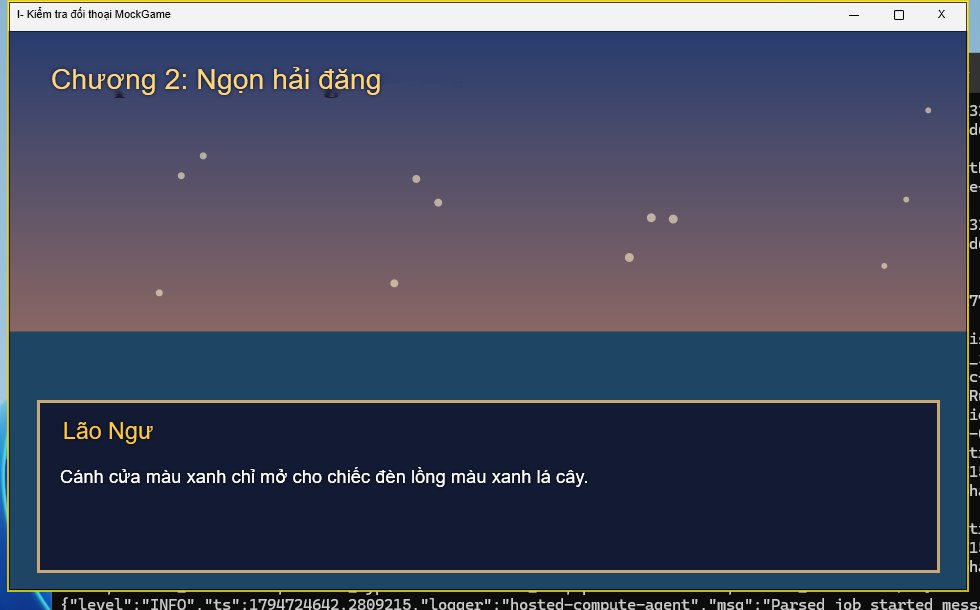 I- Kiểm tra đối thoại MockGame
Chương 2: Ngọn hải đăng
Lão Ngư
Cánh cửa màu xanh chỉ mở cho chiếc đèn lồng màu xanh lá cây.
{"level":"INFO","ts":1794724642.2809215,"logger":"hosted-compute-agent","msg":"Parsed job started mes